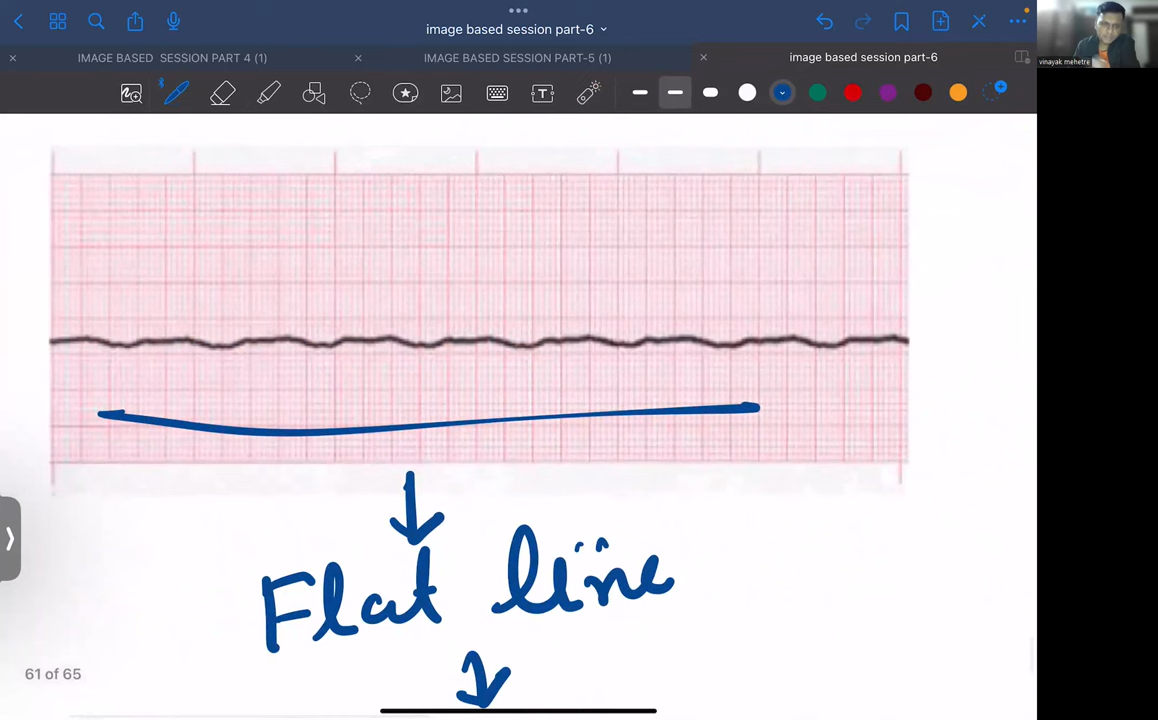 image based session part-6
vinayak mehetre
IMAGE BASED SESSION PART 4 (1)
IMAGE BASED SESSION PART-5 (1)
image based session part-6
Flat line
61 of 65